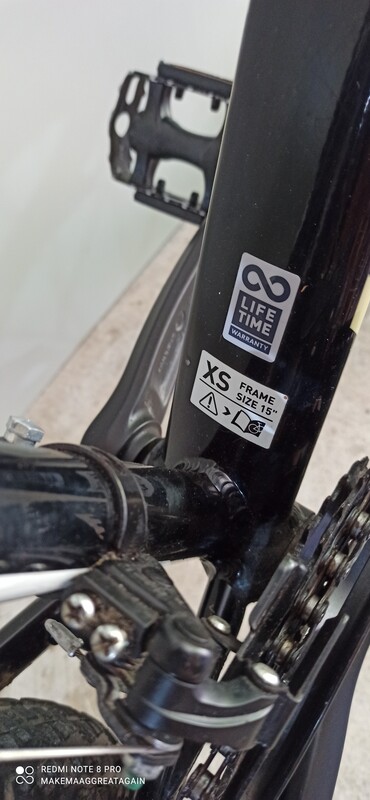 LIFE
TIME
WARRANTY
XS FRAME
SIZE 15"
REDMI NOTE 8 PRO
MAKEMAAGGREATAGAIN